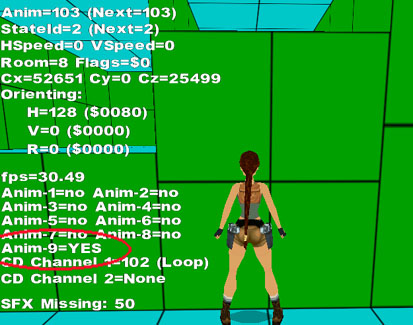 Anim=103 (Next=103)
StateId=2 (Next=2)
HSpeed=0 VSpeed=0
Room=8 Flags=$0
Cx=52651 Cy=0 Cz=25499
Orienting:
H=128 ($0080)
V=0 ($0000)
R=0 ($0000)
fps=30.49
Anim-1=no Anim-2=no
Anim-3=no Anim-4=no
Anim-5=no Anim-6=no
Anim-7=no Anim-8=no
Anim-9=YES
CD Channel 1=102 (Loop)
CD Channel 2=None
SFX Missing: 50